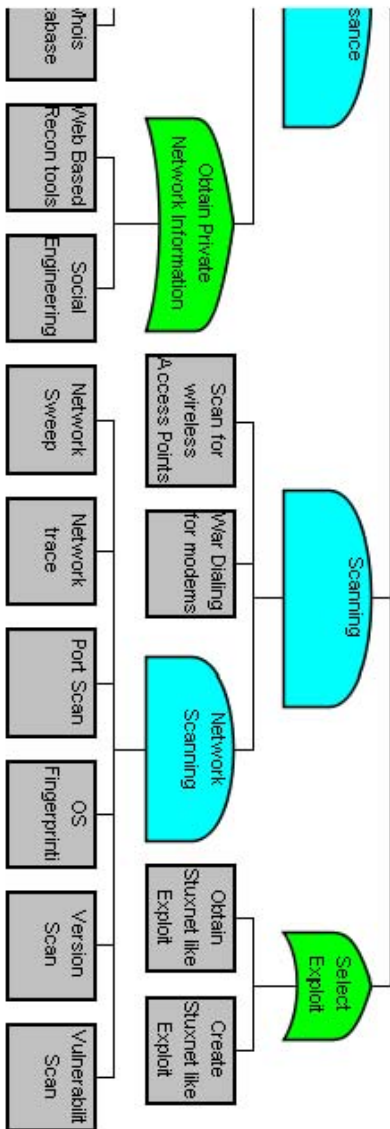 ssance
Scanning
Select
Exploit
Obtain Private
Network Information
Scan for
wireless
Access Points
War Dialing
for modems
Network
Scanning
Obtain
Stuxnet like
Exploit
Create
Stuxnet like
Exploit
Whois
tabase
Web Based
Recon tools
Social
Engineering
Network
Sweep
Network
trace
Port Scan
OS
Fingerprinti
Version
Scan
Vulnerabilit
Scan